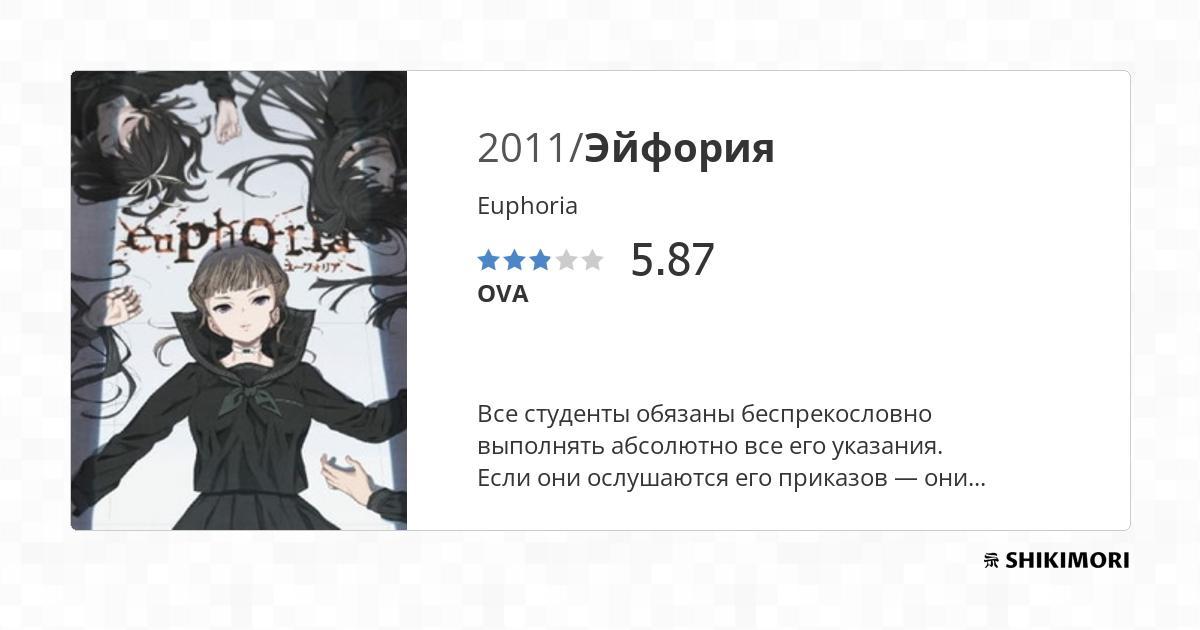 euphoria
ユーフォリア
2011/Эйфория
Euphoria
5.87
OVA
Все студенты обязаны беспрекословно
выполнять абсолютно все его указания.
Если они ослушаются его приказов — они...
SHIKIMORI